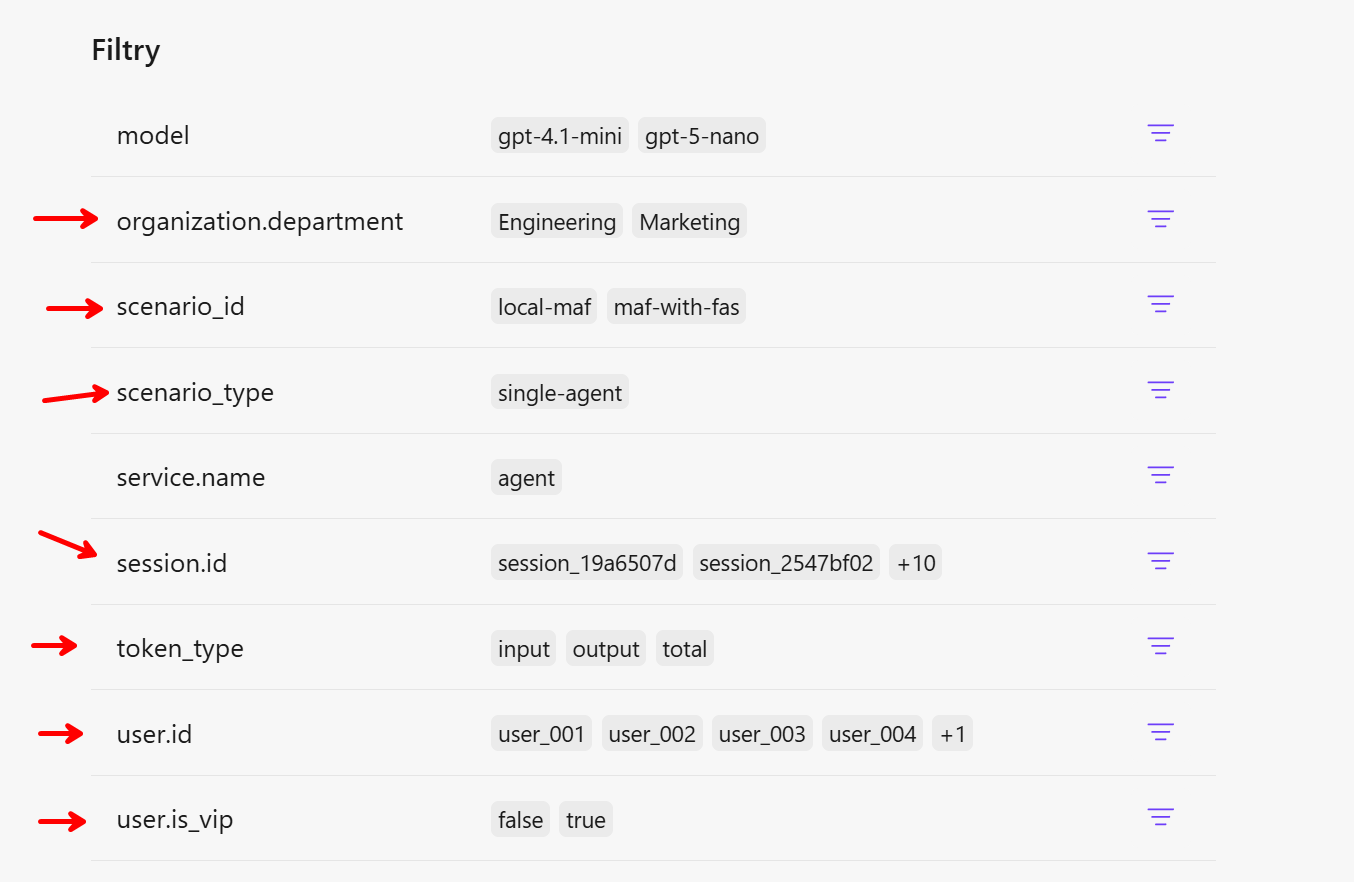 Filtry
model gpt-4.1-mini gpt-5-nano
organization.department Engineering Marketing
scenario_id local-maf maf-with-fas
scenario_type single-agent
service.name agent
session.id session_19a6507d session_2547bf02 +10
token_type input output total
user.id user_001 user_002 user_003 user_004 +1
user.is_vip false true